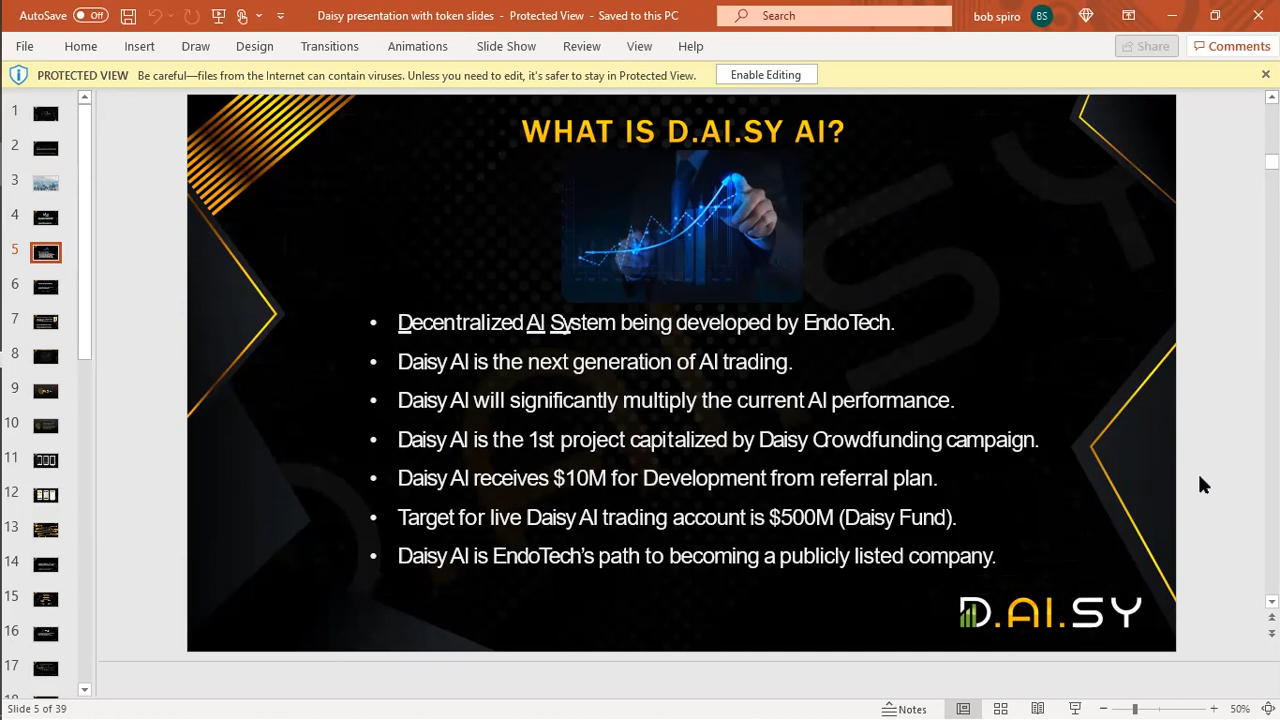 AutoSave Off Daisy presentation with token slides - Protected View - Saved to this PC Search bob spiro BS
File Home Insert Draw Design Transitions Animations Slide Show Review View Help Share Comments
PROTECTED VIEW Be careful—files from the Internet can contain viruses. Unless you need to edit, it's safer to stay in Protected View. Enable Editing
1
2
3
4
5
6
7
8
9
10
11
12
13
14
15
16
17
WHAT IS D.AI.SY AI?
• Decentralized AI System being developed by EndoTech.
• Daisy AI is the next generation of AI trading.
• Daisy AI will significantly multiply the current AI performance.
• Daisy AI is the 1st project capitalized by Daisy Crowdfunding campaign.
• Daisy AI receives $10M for Development from referral plan.
• Target for live Daisy AI trading account is $500M (Daisy Fund).
• Daisy AI is EndoTech's path to becoming a publicly listed company.
D.AI.SY
Slide 5 of 39 Notes 50%